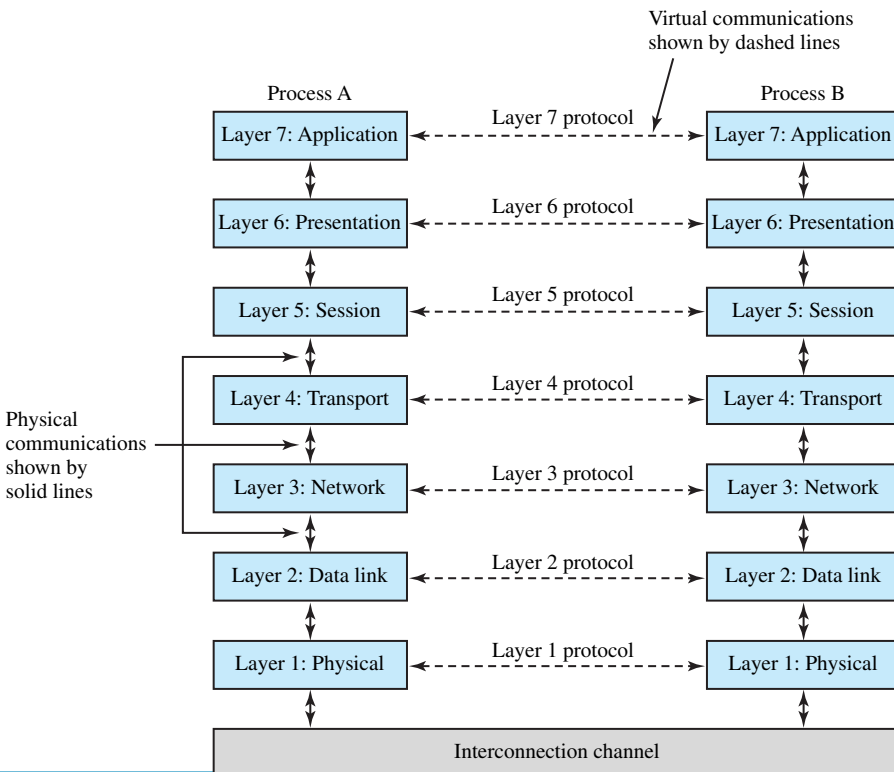 Virtual communications
shown by dashed lines
Process A
Process B
Layer 7: Application
Layer 7 protocol
Layer 7: Application
Layer 6: Presentation
Layer 6 protocol
Layer 6: Presentation
Layer 5: Session
Layer 5 protocol
Layer 5: Session
Layer 4: Transport
Layer 4 protocol
Layer 4: Transport
Physical
communications
shown by
solid lines
Layer 3: Network
Layer 3 protocol
Layer 3: Network
Layer 2: Data link
Layer 2 protocol
Layer 2: Data link
Layer 1: Physical
Layer 1 protocol
Layer 1: Physical
Interconnection channel